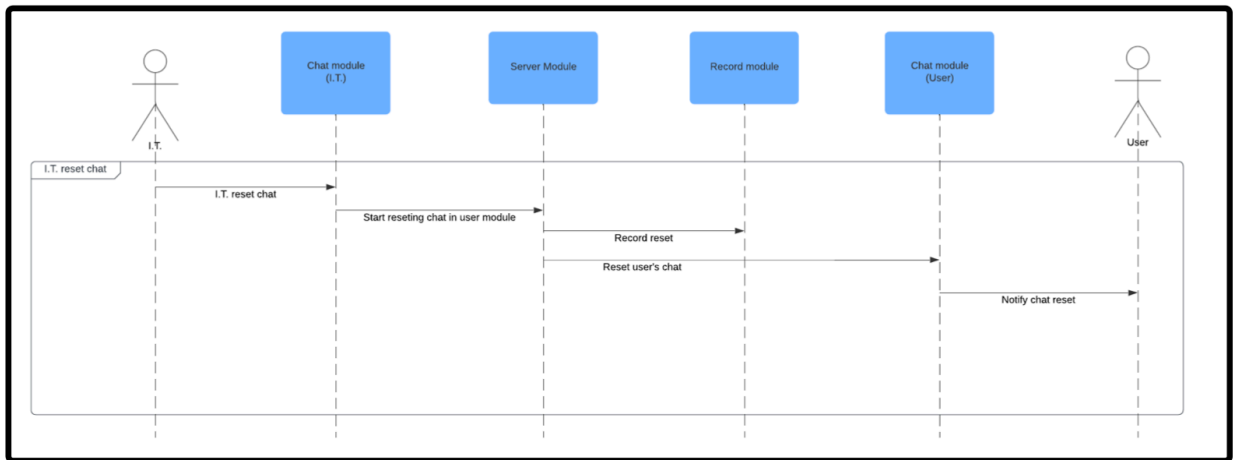 Chat module
(I.T.)
Server Module
Record module
Chat module
(User)
I.T.
User
I.T. reset chat
I.T. reset chat
Start reseting chat in user module
Record reset
Reset user's chat
Notify chat reset